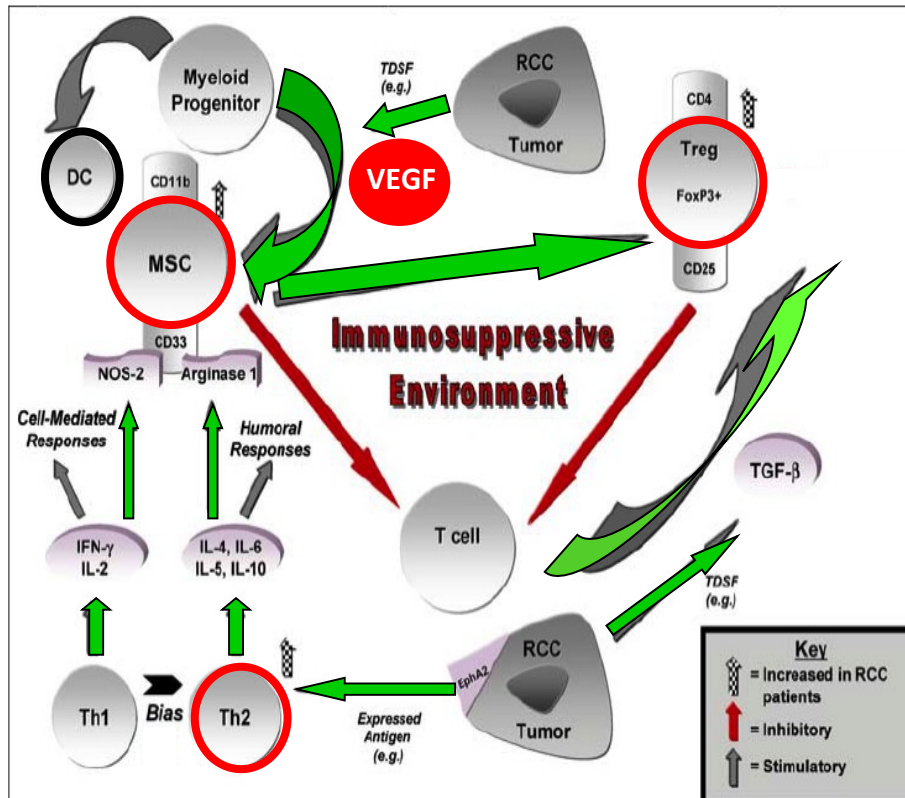 Myeloid
Progenitor
TDSF
(e.g.)
RCC
Tumor
CD4
Treg
FoxP3+
CD25
DC
VEGF
CD11b
MSC
CD33
NOS-2
Arginase 1
Immunosuppressive
Environment
Cell-Mediated
Responses
Humoral
Responses
TGF-β
T cell
IFN-γ
IL-2
IL-4, IL-6
IL-5, IL-10
TDSF
(e.g.)
Th1
Bias
Th2
Expressed
Antigen
(e.g.)
EphA2
RCC
Tumor
Key
= Increased in RCC
patients
= Inhibitory
= Stimulatory